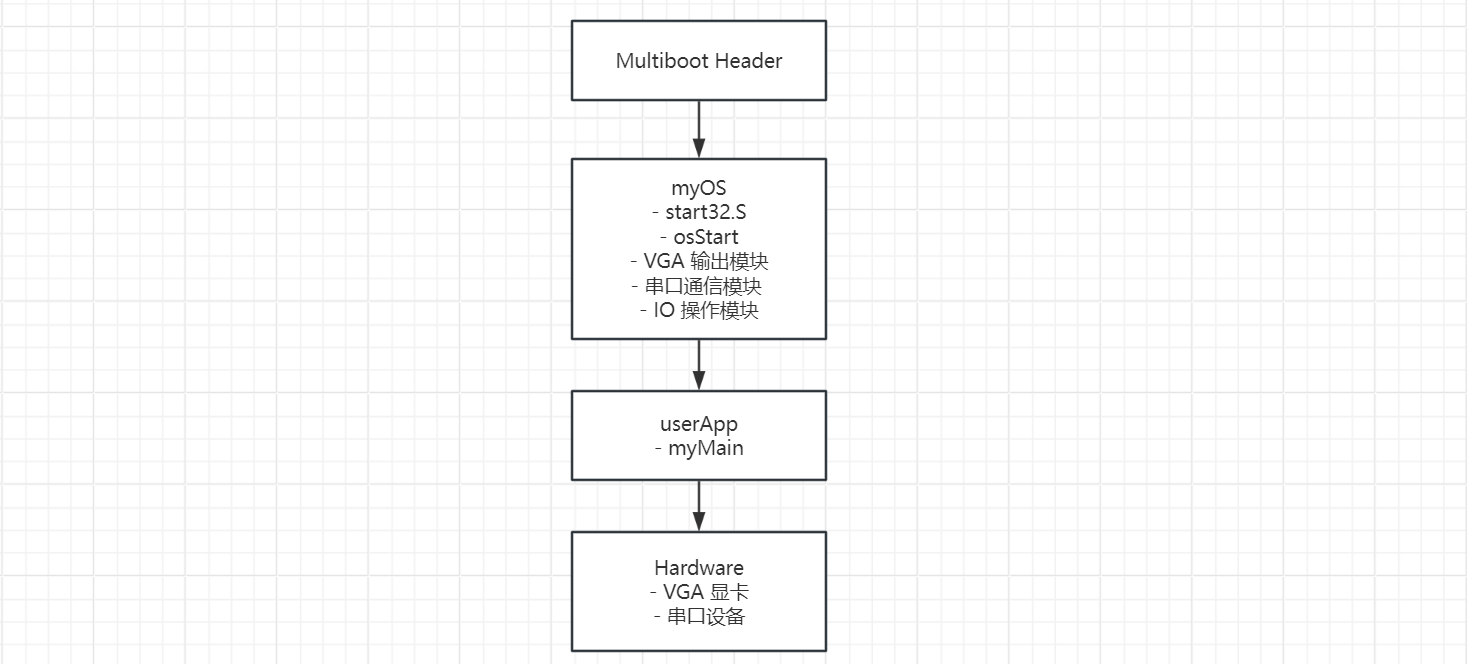 Multiboot Header
myOS
- start32.S
- osStart
- VGA 输出模块
- 串口通信模块
- IO 操作模块
userApp
- myMain
Hardware
- VGA 显卡
- 串口设备